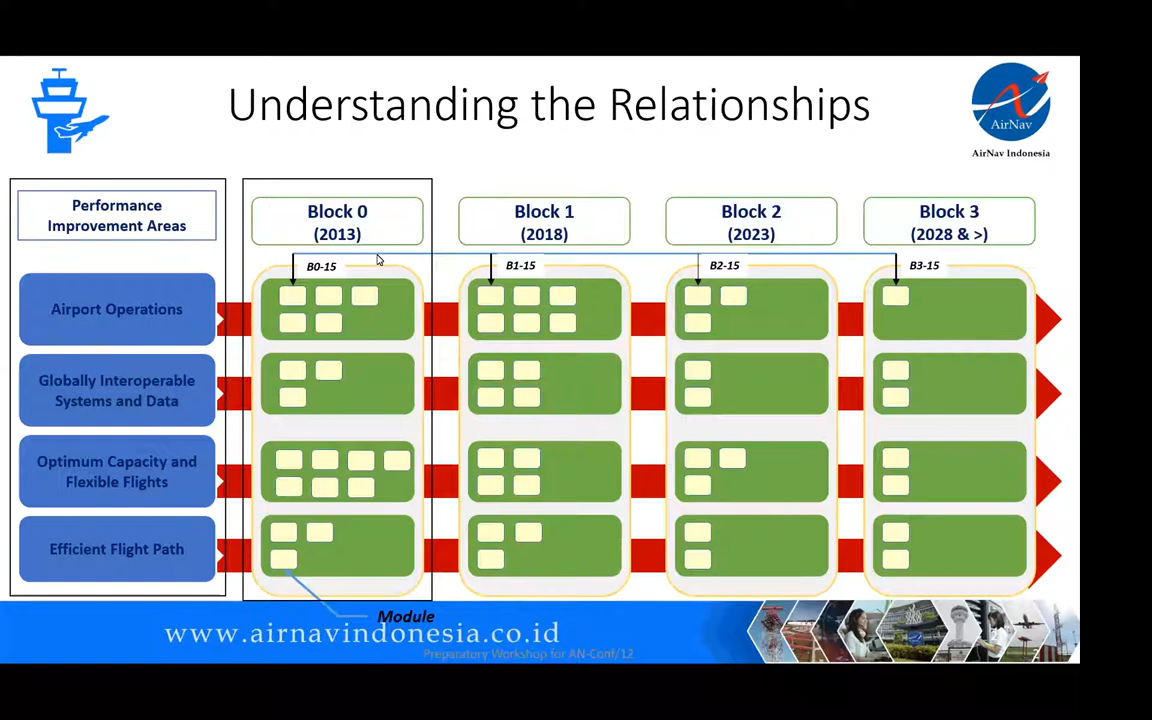 Understanding the Relationships
AirNav
AirNav Indonesia
Performance
Improvement Areas
Block 0
(2013)
Block 1
(2018)
Block 2
(2023)
Block 3
(2028 & >)
B0-15
B1-15
B2-15
B3-15
Airport Operations
Globally Interoperable
Systems and Data
Optimum Capacity and
Flexible Flights
Efficient Flight Path
Module
www.airnavindonesia.co.id
Preparatory Workshop for AN-Conf/12
2